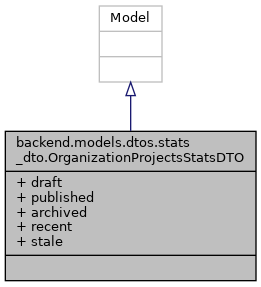 Model
backend.models.dtos.stats
_dto.OrganizationProjectsStatsDTO
+ draft
+ published
+ archived
+ recent
+ stale